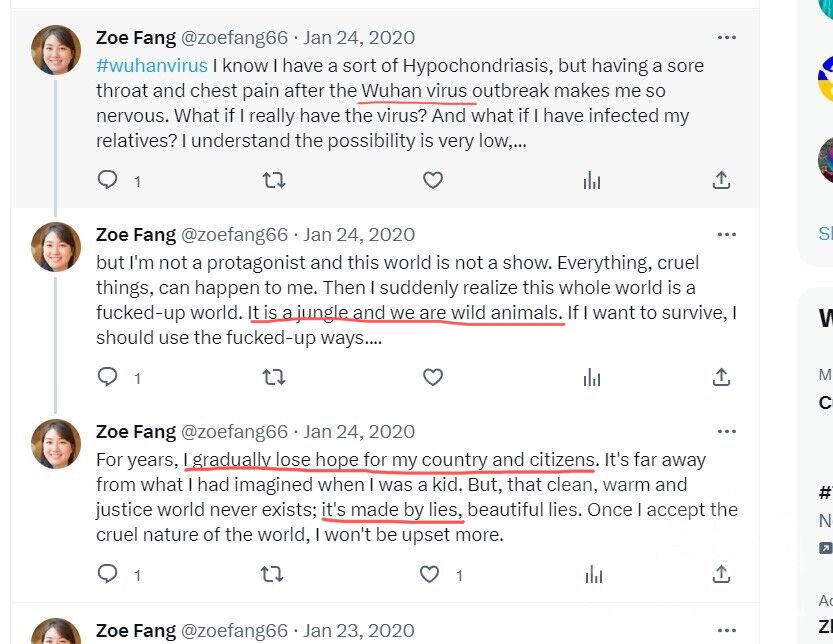 Zoe Fang @zoefang66 · Jan 24, 2020
#wuhanvirus I know I have a sort of Hypochondriasis, but having a sore
throat and chest pain after the Wuhan virus outbreak makes me so
nervous. What if I really have the virus? And what if I have infected my
relatives? I understand the possibility is very low,...
1
Zoe Fang @zoefang66 · Jan 24, 2020
but I'm not a protagonist and this world is not a show. Everything, cruel
things, can happen to me. Then I suddenly realize this whole world is a
fucked-up world. It is a jungle and we are wild animals. If I want to survive, I
should use the fucked-up ways....
1
Zoe Fang @zoefang66 · Jan 24, 2020
For years, I gradually lose hope for my country and citizens. It's far away
from what I had imagined when I was a kid. But, that clean, warm and
justice world never exists; it's made by lies, beautiful lies. Once I accept the
cruel nature of the world, I won't be upset more.
1 1
Zoe Fang @zoefang66 · Jan 23, 2020